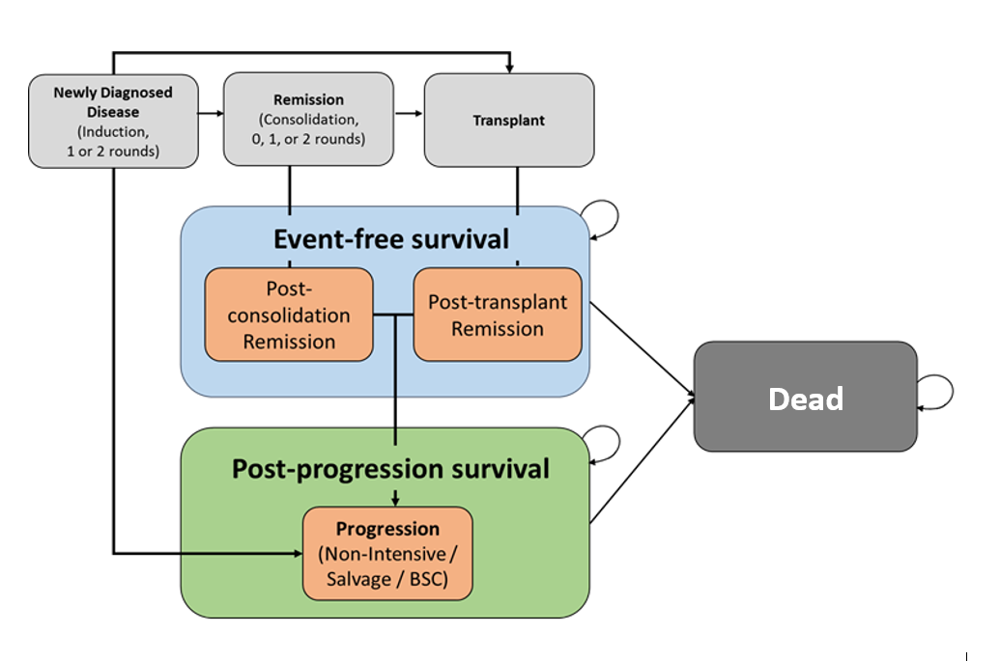 Newly Diagnosed
Disease
(Induction,
1 or 2 rounds)
Remission
(Consolidation,
0, 1, or 2 rounds)
Transplant
Event-free survival
Post-
consolidation
Remission
Post-transplant
Remission
Dead
Post-progression survival
Progression
(Non-Intensive /
Salvage / BSC)